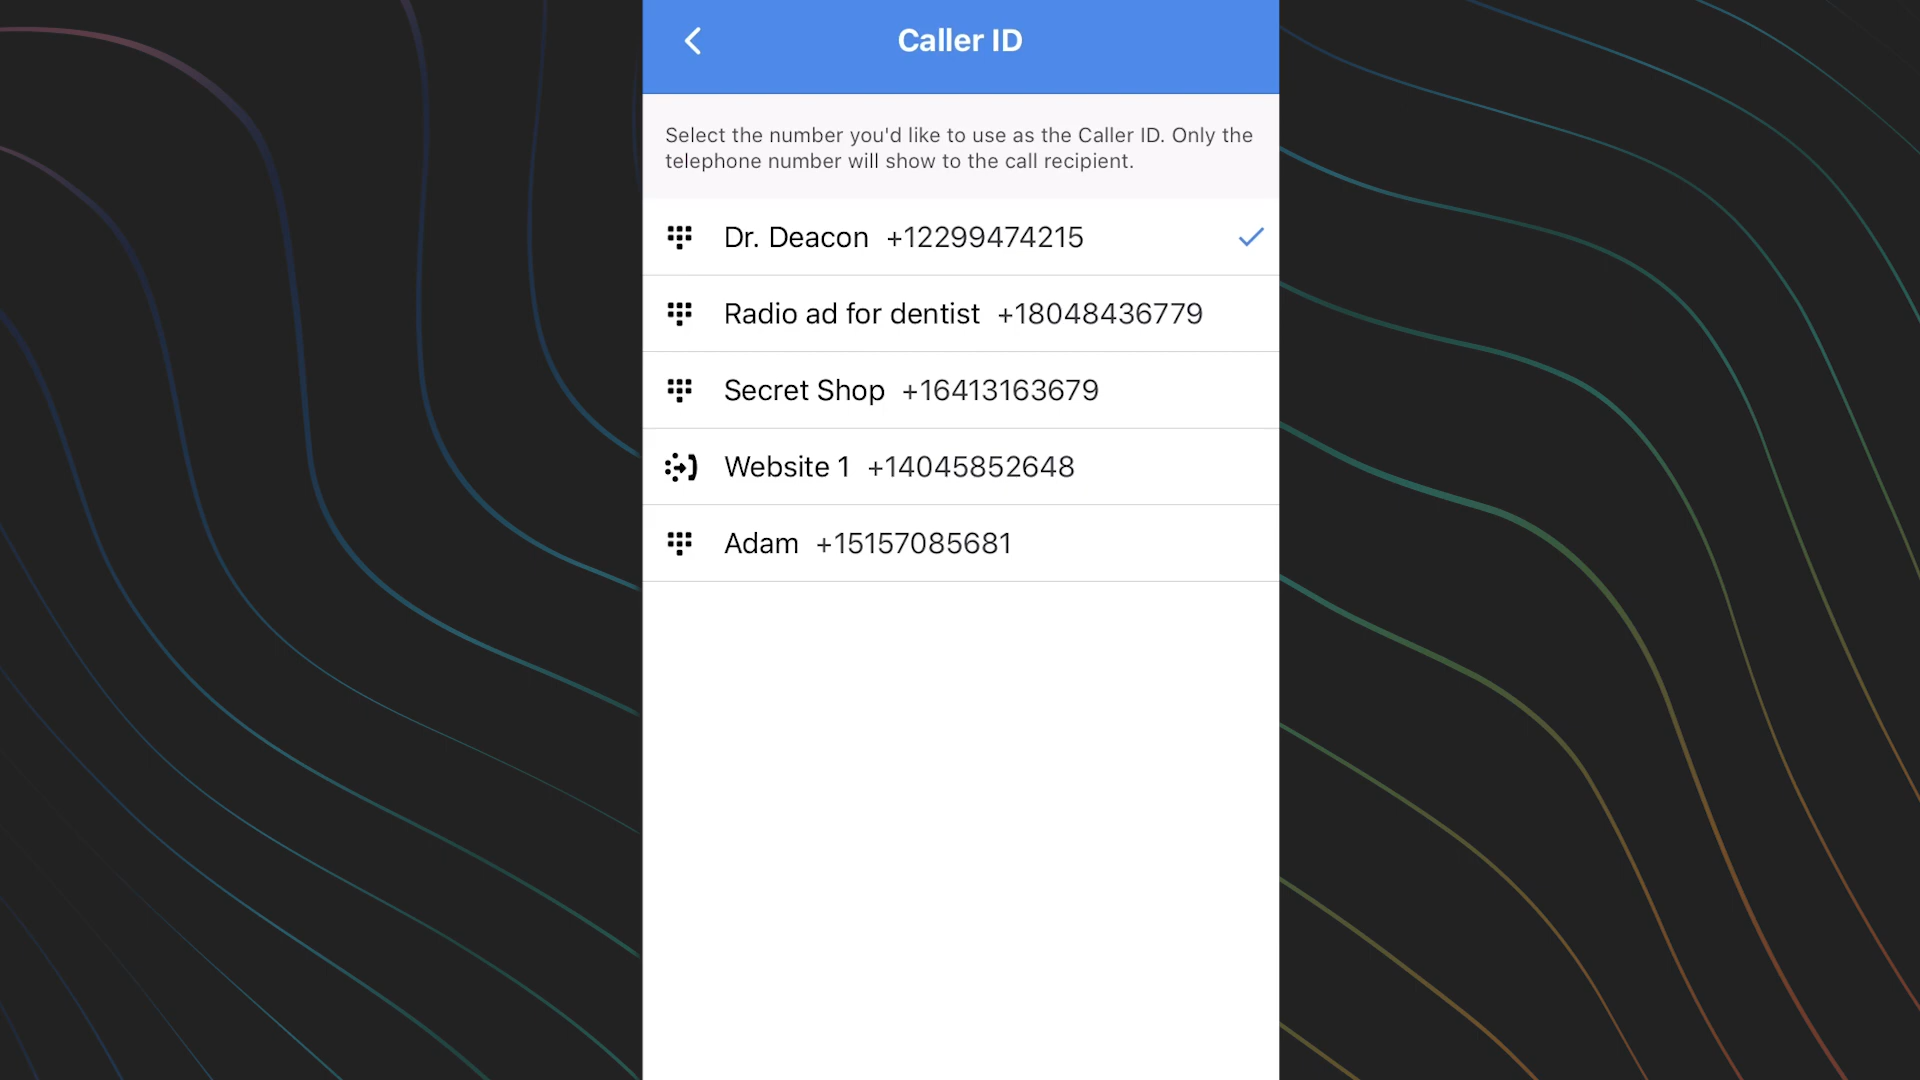 Caller ID
Select the number you'd like to use as the Caller ID. Only the
telephone number will show to the call recipient.
Dr. Deacon +12299474215
Radio ad for dentist +18048436779
Secret Shop +16413163679
Website 1 +14045852648
Adam +15157085681